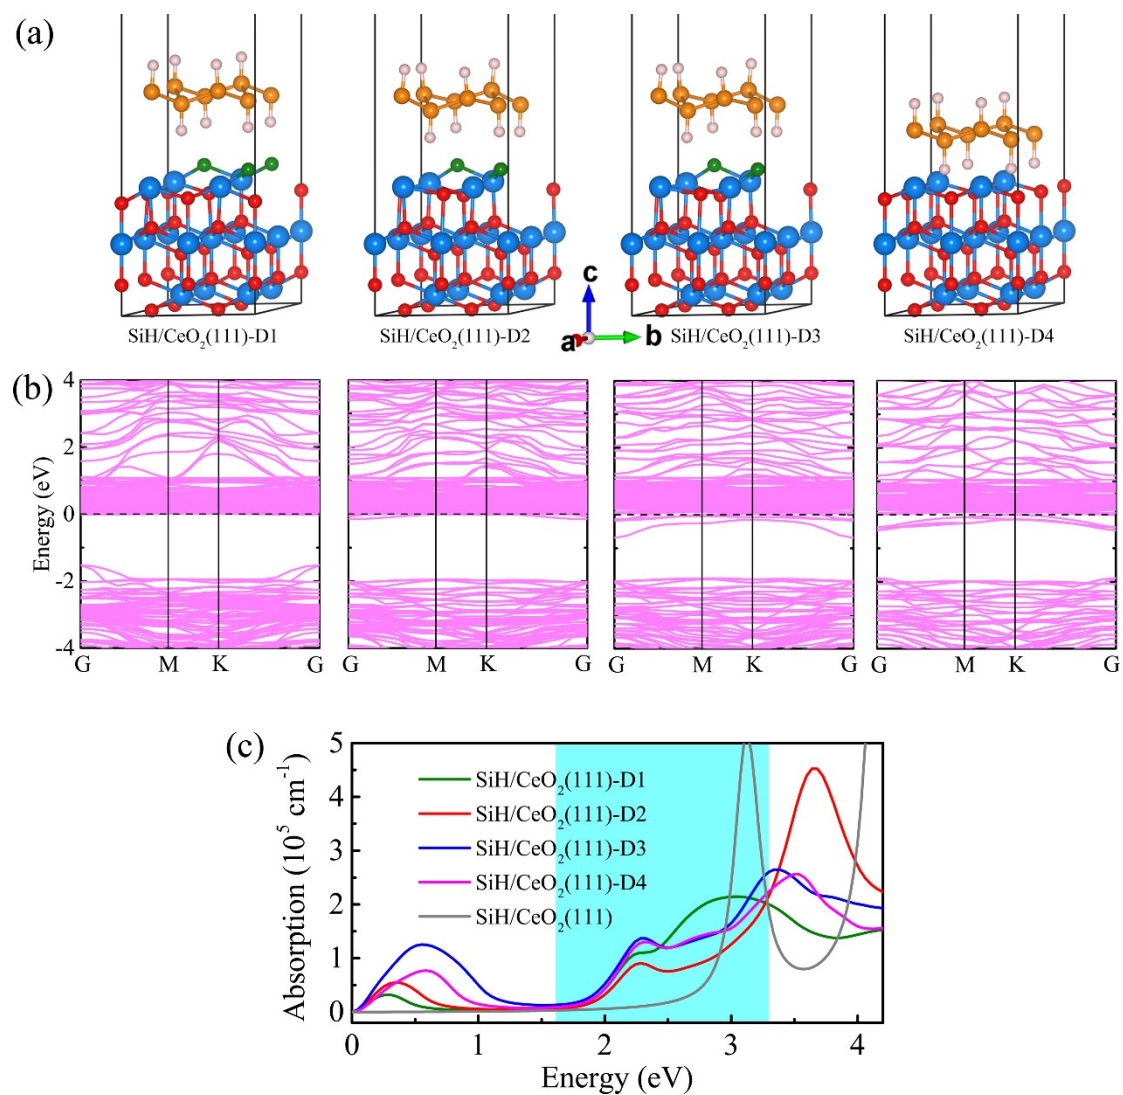 (a)
SiH/CeO₂(111)-D1
SiH/CeO₂(111)-D2
c
a
b
SiH/CeO₂(111)-D3
SiH/CeO₂(111)-D4
(b)
Energy (eV)
4
2
0
-2
-4
G M K G
G M K G
G M K G
G M K G
(c)
Absorption (10⁵ cm⁻¹)
5
4
3
2
1
0
SiH/CeO₂(111)-D1
SiH/CeO₂(111)-D2
SiH/CeO₂(111)-D3
SiH/CeO₂(111)-D4
SiH/CeO₂(111)
0 1 2 3 4
Energy (eV)